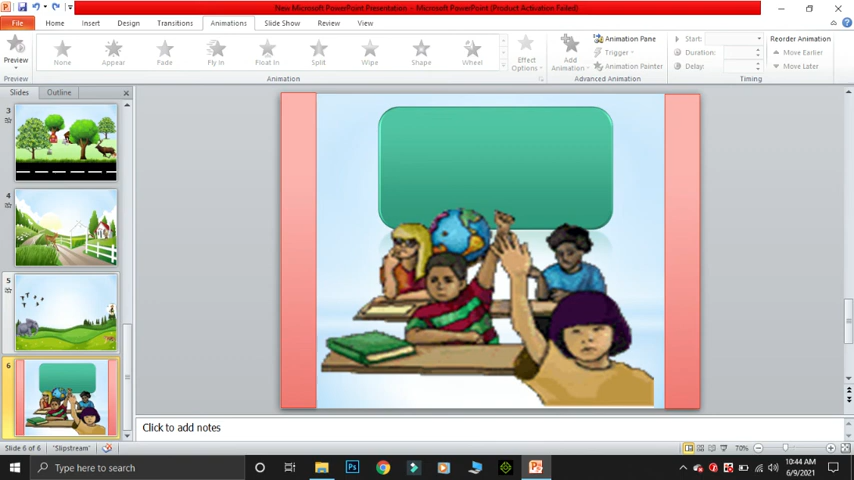 New Microsoft PowerPoint Presentation - Microsoft PowerPoint (Product Activation Failed)
File Home Insert Design Transitions Animations Slide Show Review View
Preview
None Appear Fade Fly In Float In Split Wipe Shape Wheel
Effect Options
Add Animation
Animation Pane
Trigger
Animation Painter
Start:
Duration:
Delay:
Reorder Animation
Move Earlier
Move Later
Preview Animation Advanced Animation Timing
Slides Outline
3
4
5
6
Click to add notes
Slide 6 of 6 "Slipstream" 70%
Type here to search
10:44 AM
6/9/2021